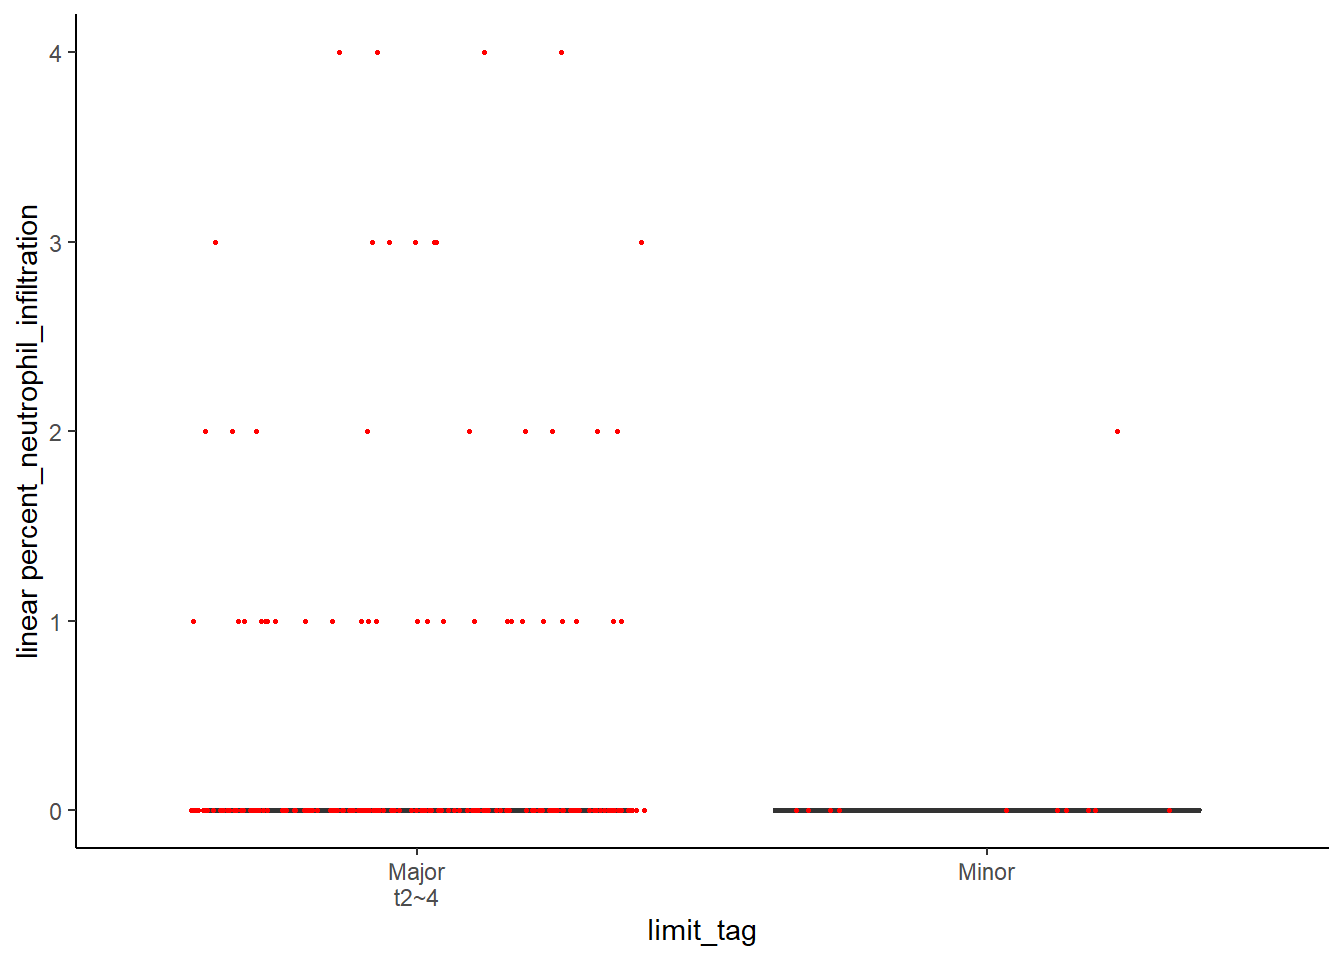 4
3
2
1
0
linear percent_neutrophil_infiltration
Major
t2~4
Minor
limit_tag